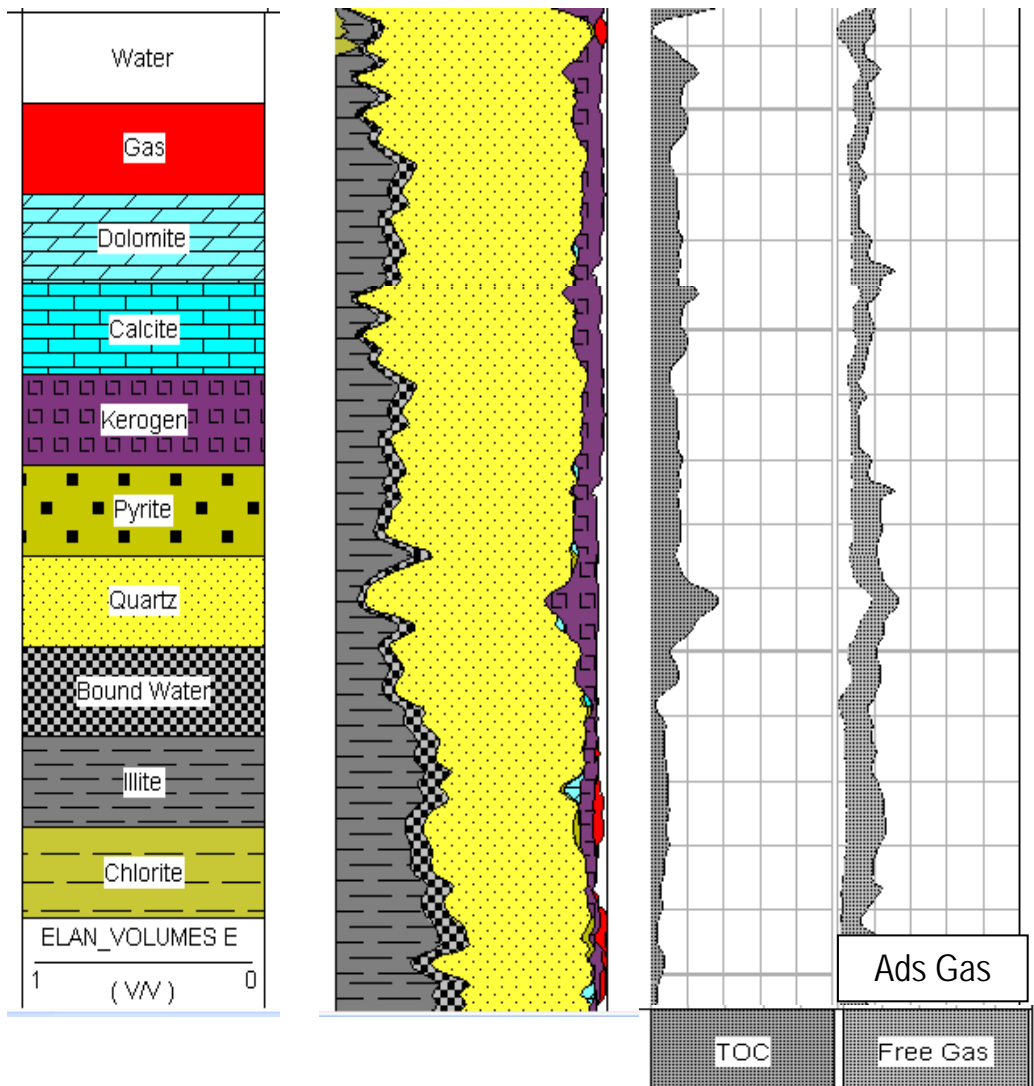 Water
Gas
Dolomite
Calcite
Kerogen
Pyrite
Quartz
Bound Water
Illite
Chlorite
ELAN_VOLUMES E
1 0
( V/V )
Ads Gas
TOC
Free Gas